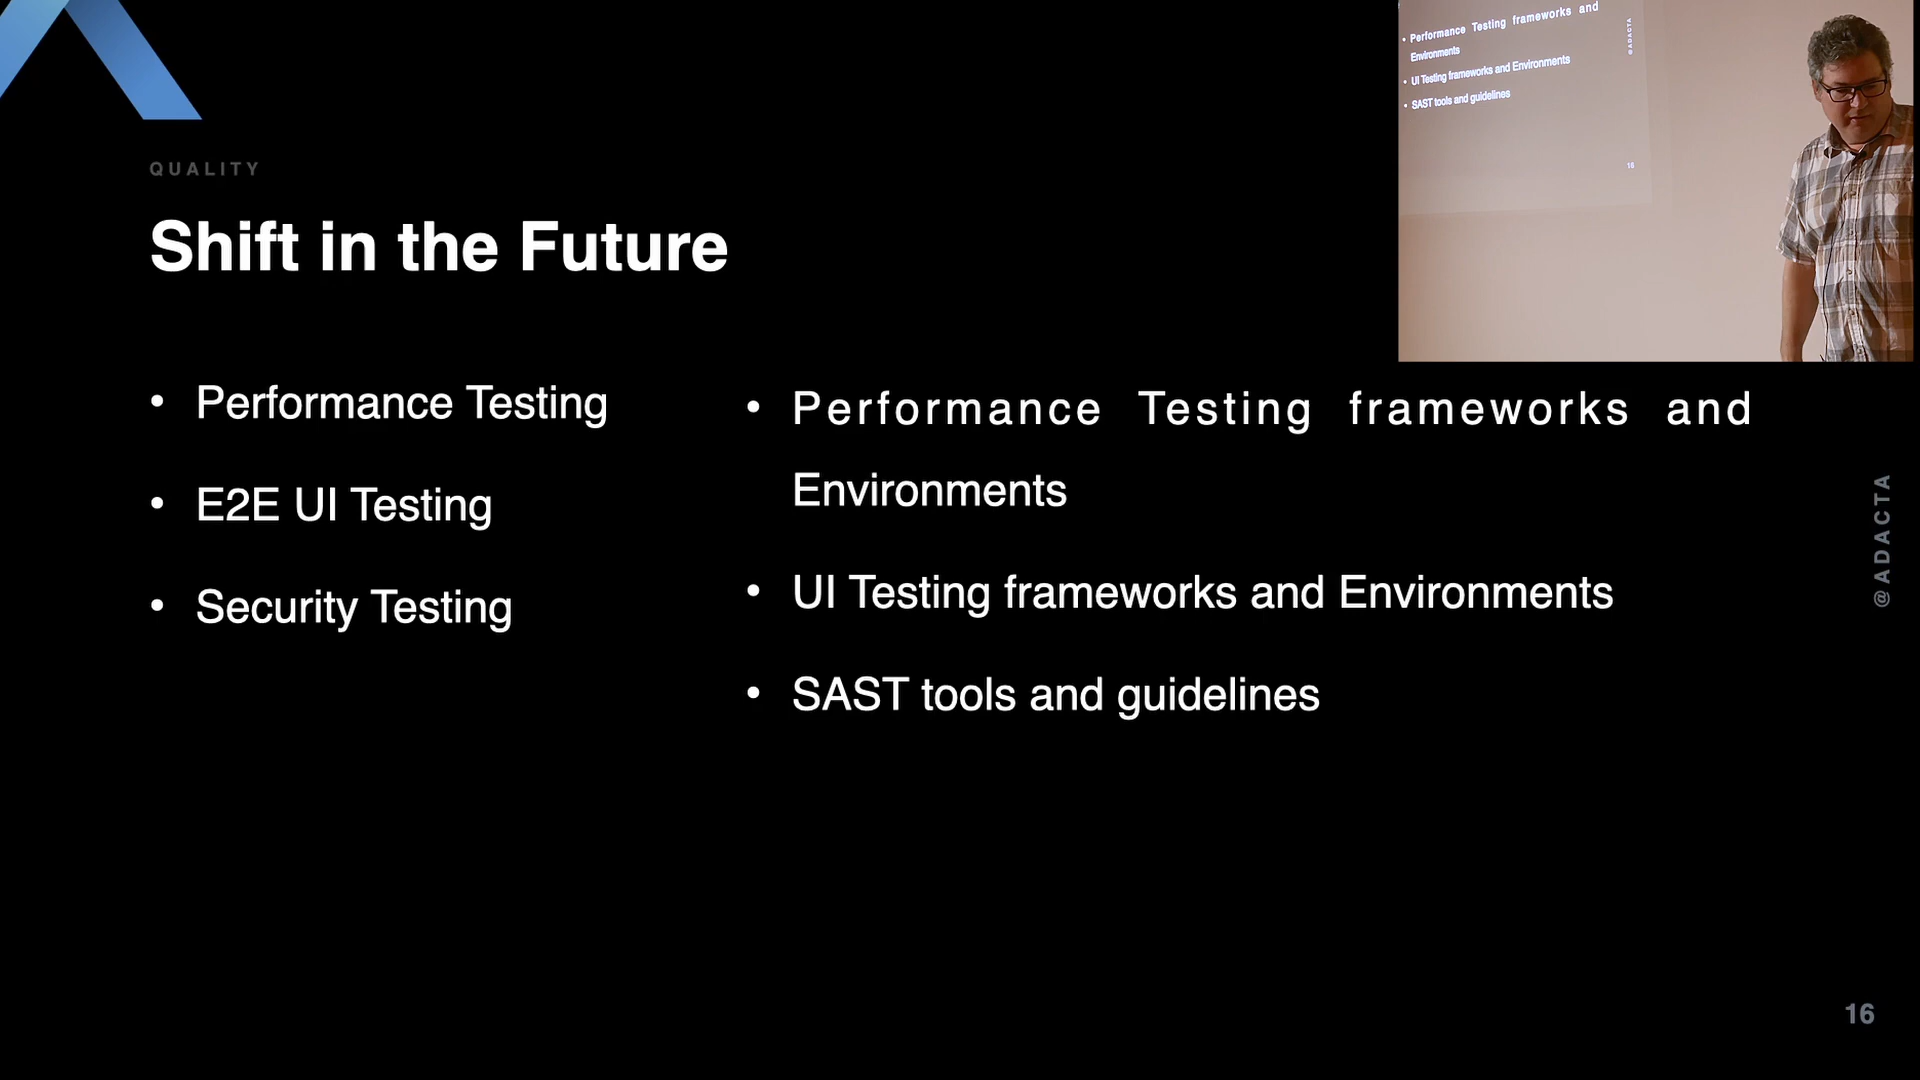 QUALITY
Shift in the Future
• Performance Testing
• E2E UI Testing
• Security Testing
• Performance Testing frameworks and
Environments
• UI Testing frameworks and Environments
• SAST tools and guidelines
@ADACTA
16
• Performance Testing frameworks and
Environments
• UI Testing frameworks and Environments
• SAST tools and guidelines
@ADACTA
16